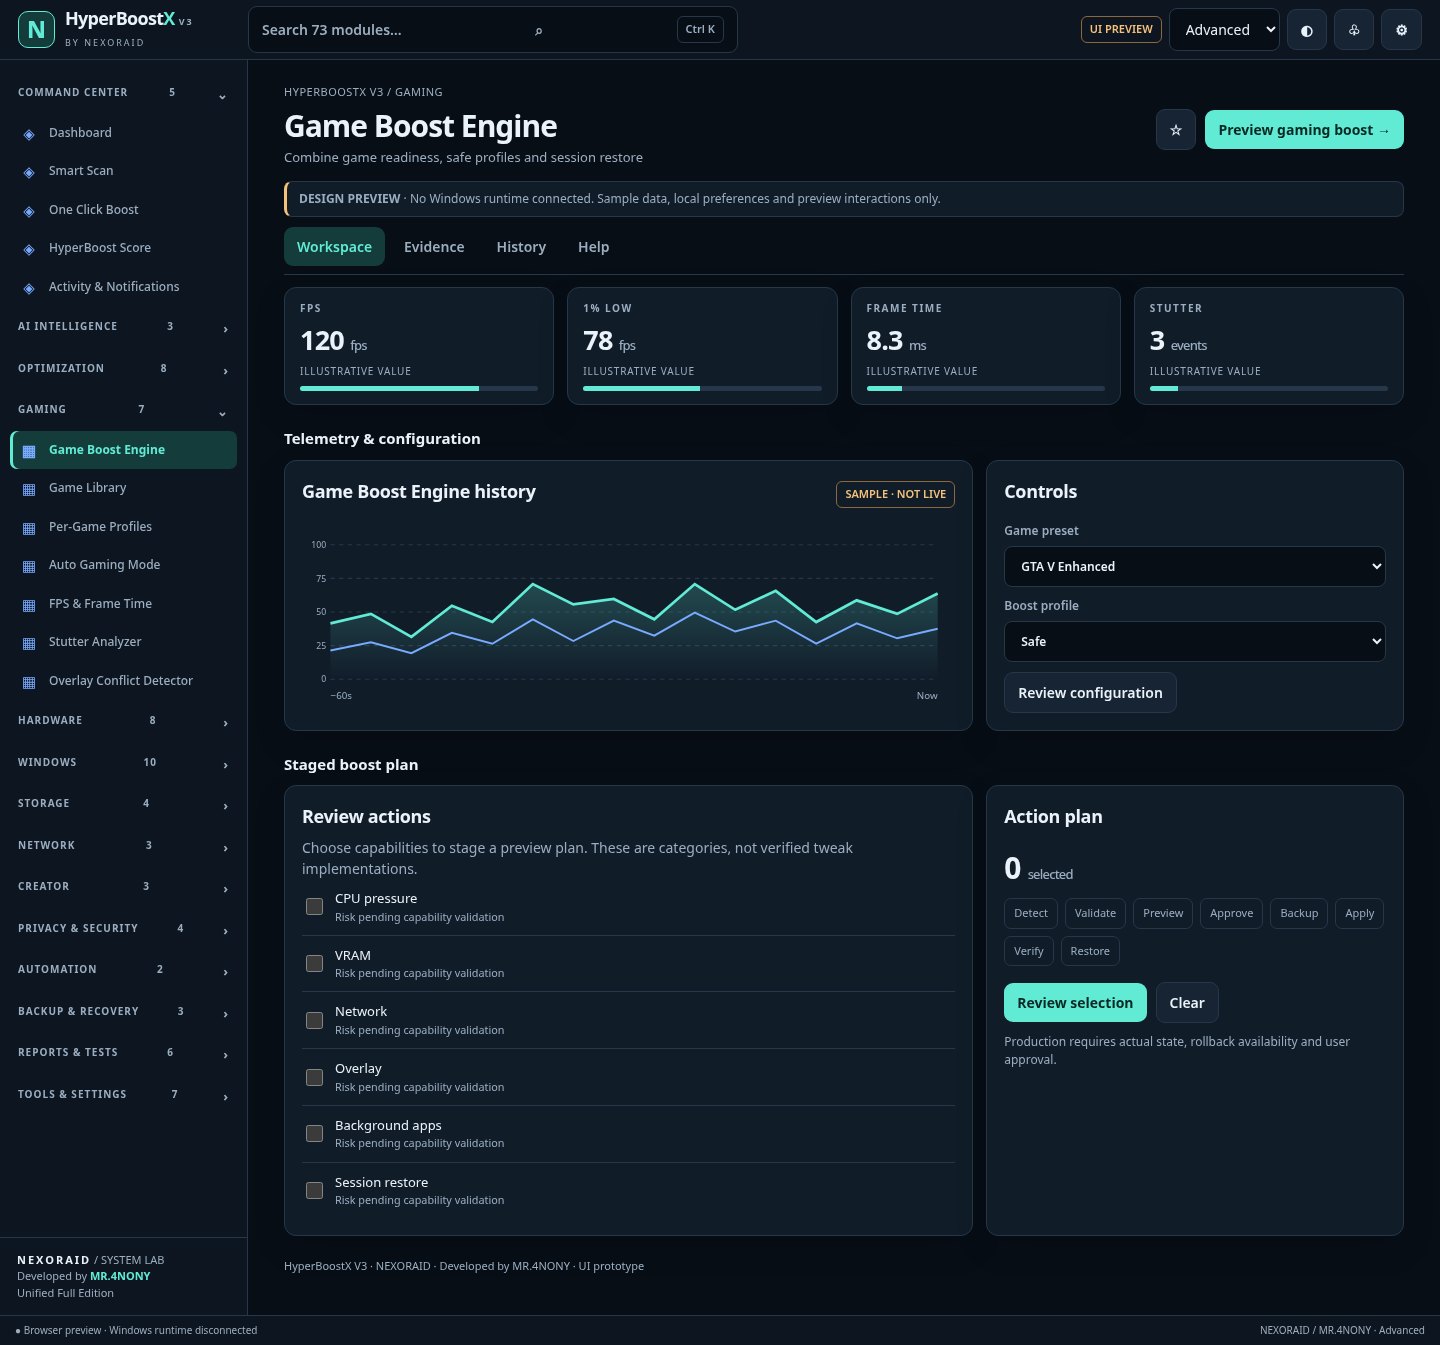 N
HyperBoostX V3
BY NEXORAID
Search 73 modules...
Ctrl K
UI PREVIEW
Advanced
COMMAND CENTER 5
Dashboard
Smart Scan
One Click Boost
HyperBoost Score
Activity & Notifications
AI INTELLIGENCE 3
OPTIMIZATION 8
GAMING 7
Game Boost Engine
Game Library
Per-Game Profiles
Auto Gaming Mode
FPS & Frame Time
Stutter Analyzer
Overlay Conflict Detector
HARDWARE 8
WINDOWS 10
STORAGE 4
NETWORK 3
CREATOR 3
PRIVACY & SECURITY 4
AUTOMATION 2
BACKUP & RECOVERY 3
REPORTS & TESTS 6
TOOLS & SETTINGS 7
NEXORAID / SYSTEM LAB
Developed by MR.4NONY
Unified Full Edition
HYPERBOOSTX V3 / GAMING
Game Boost Engine
Combine game readiness, safe profiles and session restore
Preview gaming boost →
DESIGN PREVIEW · No Windows runtime connected. Sample data, local preferences and preview interactions only.
Workspace Evidence History Help
FPS
120 fps
ILLUSTRATIVE VALUE
1% LOW
78 fps
ILLUSTRATIVE VALUE
FRAME TIME
8.3 ms
ILLUSTRATIVE VALUE
STUTTER
3 events
ILLUSTRATIVE VALUE
Telemetry & configuration
Game Boost Engine history
SAMPLE · NOT LIVE
100
75
50
25
0
−60s
Now
Controls
Game preset
GTA V Enhanced
Boost profile
Safe
Review configuration
Staged boost plan
Review actions
Choose capabilities to stage a preview plan. These are categories, not verified tweak
implementations.
CPU pressure
Risk pending capability validation
VRAM
Risk pending capability validation
Network
Risk pending capability validation
Overlay
Risk pending capability validation
Background apps
Risk pending capability validation
Session restore
Risk pending capability validation
Action plan
0 selected
Detect Validate Preview Approve Backup Apply
Verify Restore
Review selection Clear
Production requires actual state, rollback availability and user
approval.
HyperBoostX V3 · NEXORAID · Developed by MR.4NONY · UI prototype
● Browser preview · Windows runtime disconnected
NEXORAID / MR.4NONY · Advanced